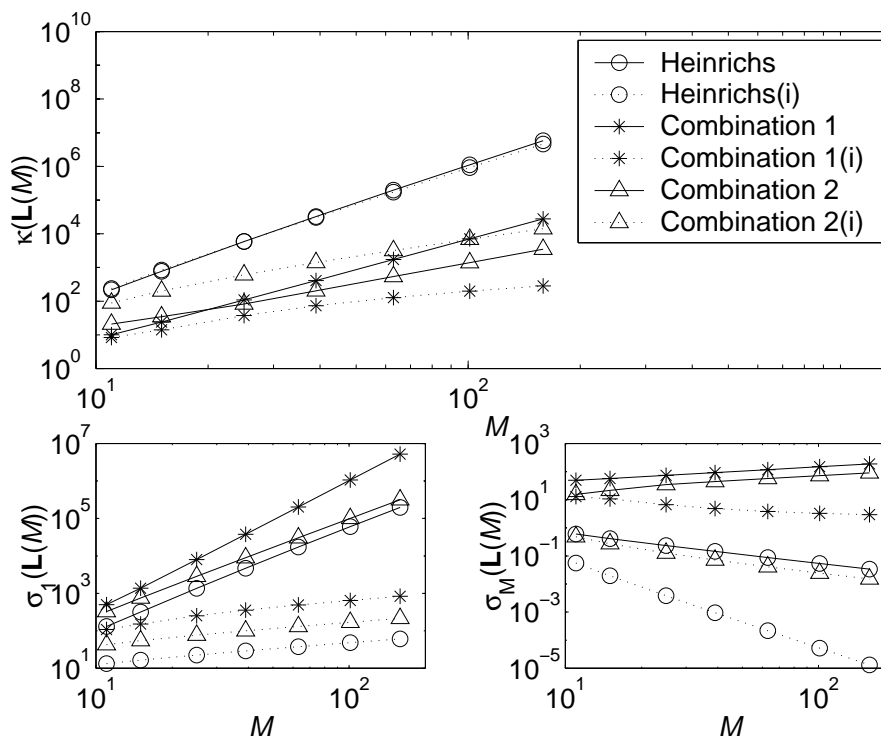 10^10
10^8
10^6
10^4
10^2
10^0
κ(L(M))
10^1
10^2
M
Heinrichs
Heinrichs(i)
Combination 1
Combination 1(i)
Combination 2
Combination 2(i)
10^7
10^5
10^3
10^1
σ_1(L(M))
10^1
10^2
M
10^3
10^1
10^−1
10^−3
10^−5
σ_M(L(M))
10^1
10^2
M